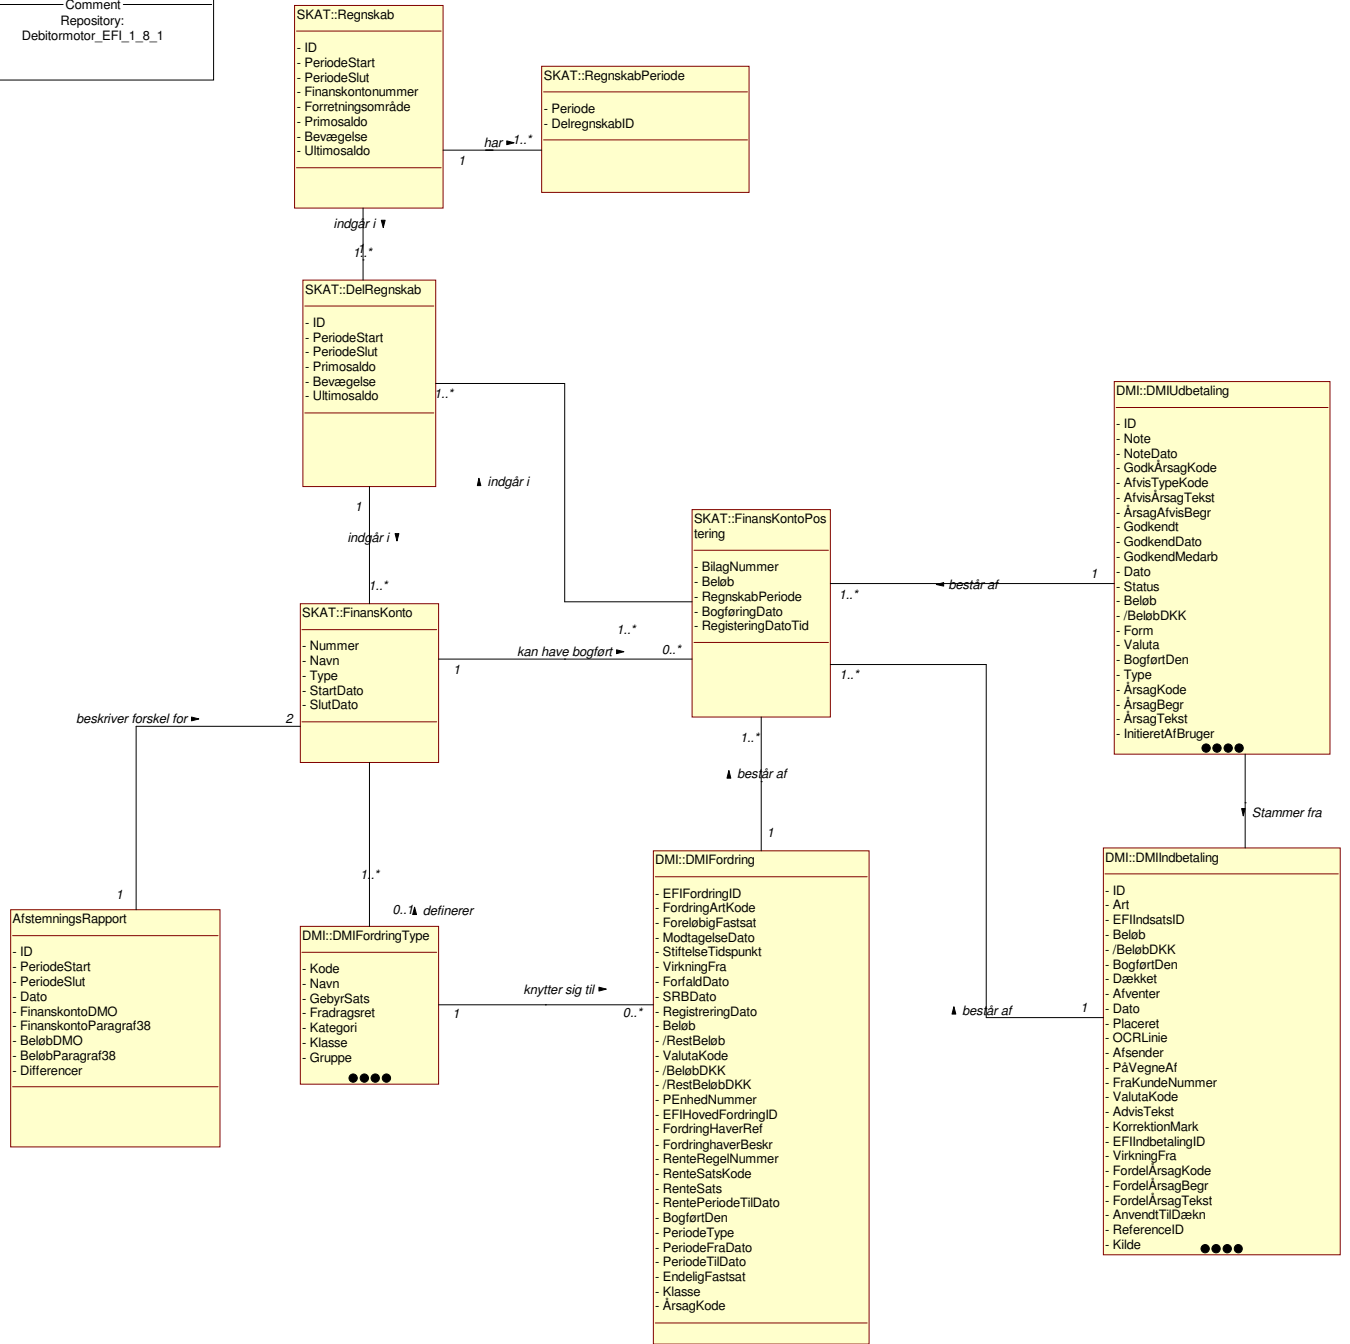 Comment
Repository:
Debitormotor_EFI_1_8_1
SKAT::Regnskab
- ID
- PeriodeStart
- PeriodeSlut
- Finanskontonummer
- Forretningsområde
- Primosaldo
- Bevægelse
- Ultimosaldo
har
1..*
1
SKAT::RegnskabPeriode
- Periode
- DelregnskabID
indgår i
1
1..*
SKAT::DelRegnskab
- ID
- PeriodeStart
- PeriodeSlut
- Primosaldo
- Bevægelse
- Ultimosaldo
1..*
indgår i
1
indgår i
1..*
SKAT::FinansKonto
- Nummer
- Navn
- Type
- StartDato
- SlutDato
1
kan have bogført
1..*
0..*
SKAT::FinansKontoPos
tering
- BilagNummer
- Beløb
- RegnskabPeriode
- BogføringDato
- RegisteringDatoTid
1..*
består af
1
1..*
DMI::DMIUdbetaling
- ID
- Note
- NoteDato
- GodkÅrsagKode
- AfvisTypeKode
- AfvisÅrsagTekst
- ÅrsagAfvisBegr
- Godkendt
- GodkendDato
- GodkendMedarb
- Dato
- Status
- Beløb
- /BeløbDKK
- Form
- Valuta
- BogførtDen
- Type
- ÅrsagKode
- ÅrsagBegr
- ÅrsagTekst
- InitieretAfBruger
Stammer fra
beskriver forskel for
2
1
AfstemningsRapport
- ID
- PeriodeStart
- PeriodeSlut
- Dato
- FinanskontoDMO
- FinanskontoParagraf38
- BeløbDMO
- BeløbParagraf38
- Differencer
1..*
0..1
definerer
DMI::DMIFordringType
- Kode
- Navn
- GebyrSats
- Fradragsret
- Kategori
- Klasse
- Gruppe
1
knytter sig til
0..*
1..*
består af
1
DMI::DMIFordring
- EFIFordringID
- FordringArtKode
- ForeløbigFastsat
- ModtagelseDato
- StiftelseTidspunkt
- VirkningFra
- ForfaldDato
- SRBDato
- RegistreringDato
- Beløb
- /RestBeløb
- ValutaKode
- /BeløbDKK
- /RestBeløbDKK
- PEnhedNummer
- EFIHovedFordringID
- FordringHaverRef
- FordringhaverBeskr
- RenteRegelNummer
- RenteSatsKode
- RenteSats
- RentePeriodeTilDato
- BogførtDen
- PeriodeType
- PeriodeFraDato
- PeriodeTilDato
- EndeligFastsat
- Klasse
- ÅrsagKode
består af
1
DMI::DMIIndbetaling
- ID
- Art
- EFIIndsatsID
- Beløb
- /BeløbDKK
- BogførtDen
- Dækket
- Afventer
- Dato
- Placeret
- OCRLinie
- Afsender
- PåVegneAf
- FraKundeNummer
- ValutaKode
- AdvisTekst
- KorrektionMark
- EFIIndbetalingID
- VirkningFra
- FordelÅrsagKode
- FordelÅrsagBegr
- FordelÅrsagTekst
- AnvendtTilDækn
- ReferenceID
- Kilde